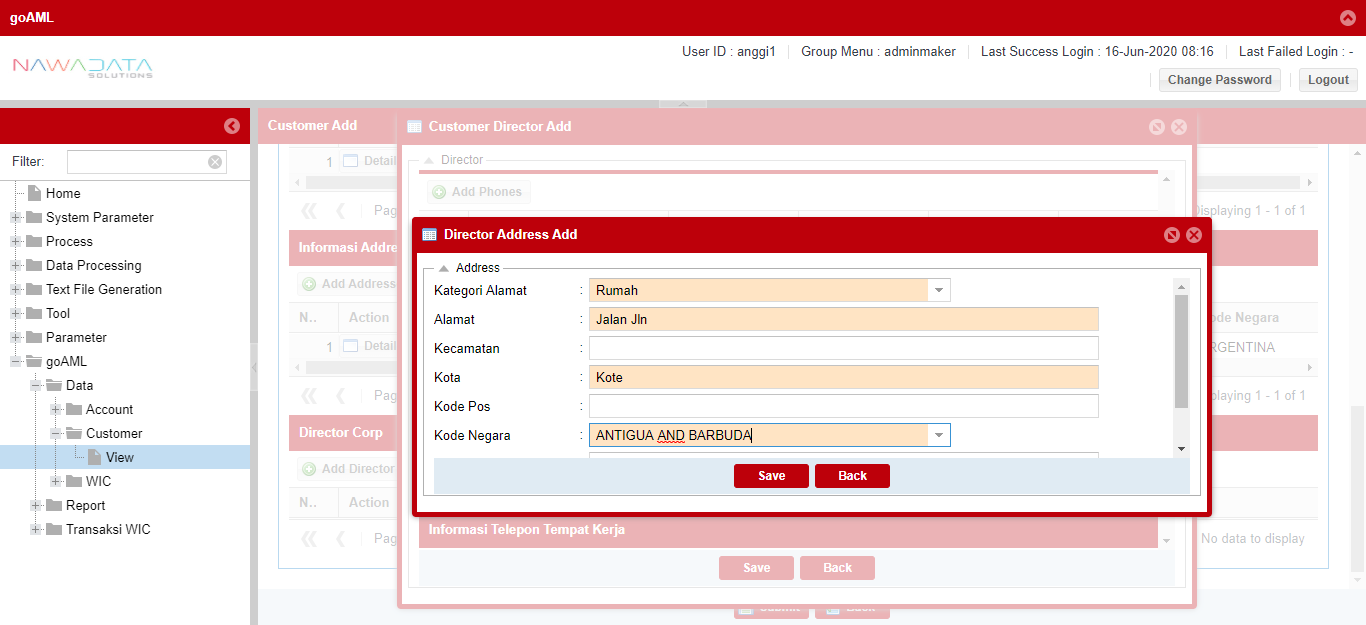 goAML
NAWADATA
SOLUTIONS
User ID : anggi1
Group Menu : adminmaker
Last Success Login : 16-Jun-2020 08:16
Last Failed Login : -
Change Password
Logout
Filter:
Home
System Parameter
Process
Data Processing
Text File Generation
Tool
Parameter
goAML
Data
Account
Customer
View
WIC
Report
Transaksi WIC
Customer Add
1 Detail
Pag
Displaying 1 - 1 of 1
Informasi Addre
Add Address
N.. Action
Kode Negara
1 Detail
ARGENTINA
Pag
Displaying 1 - 1 of 1
Director Corp
Add Director
N.. Action
Pag
No data to display
Submit Back
Customer Director Add
Director
Add Phones
Informasi Telepon Tempat Kerja
Save Back
Director Address Add
Address
Kategori Alamat : Rumah
Alamat : Jalan Jln
Kecamatan :
Kota : Kote
Kode Pos :
Kode Negara : ANTIGUA AND BARBUDA
Save Back